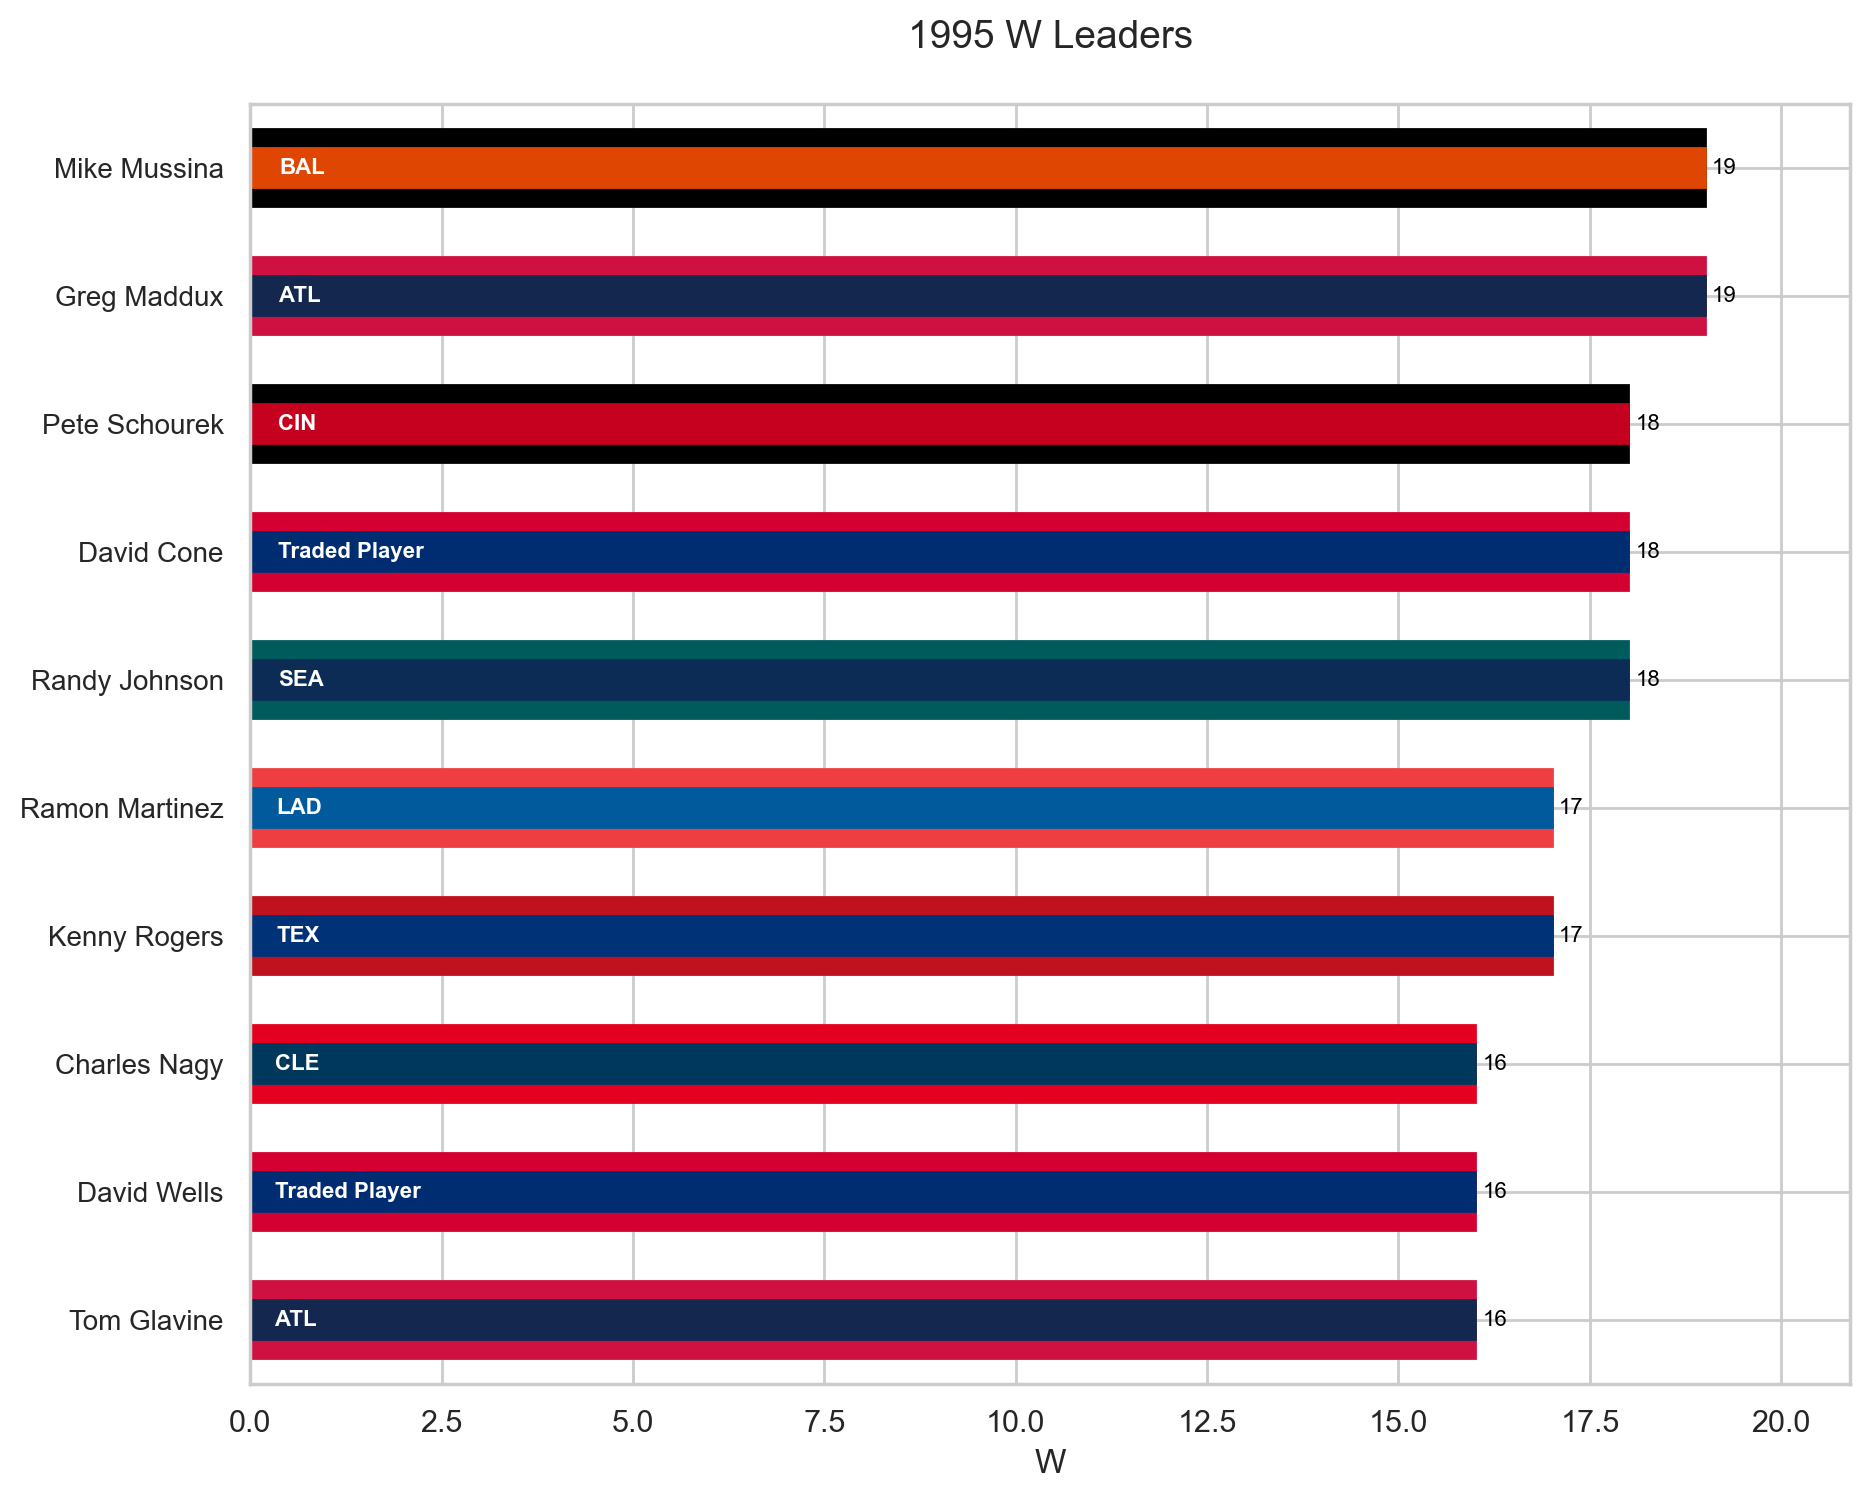 1995 W Leaders
Mike Mussina BAL 19
Greg Maddux ATL 19
Pete Schourek CIN 18
David Cone Traded Player 18
Randy Johnson SEA 18
Ramon Martinez LAD 17
Kenny Rogers TEX 17
Charles Nagy CLE 16
David Wells Traded Player 16
Tom Glavine ATL 16
0.0 2.5 5.0 7.5 10.0 12.5 15.0 17.5 20.0
W